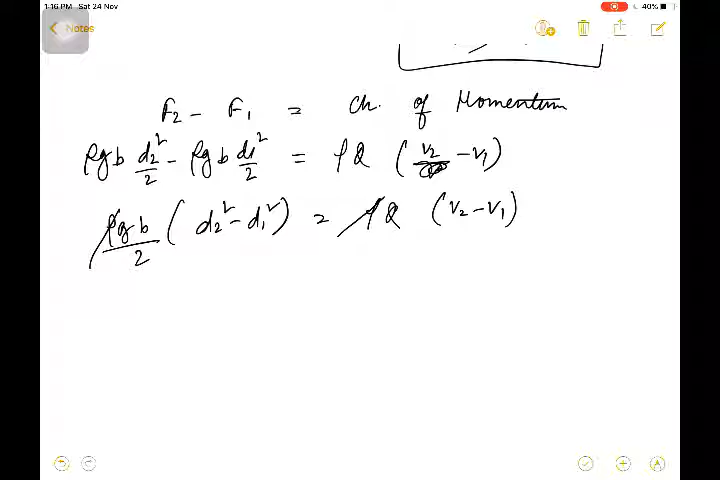 1:16 PM Sat 24 Nov 40%
Notes
F₂ - F₁ = Ch. of Momentum
ρgb d₂²/2 - ρgb d₁²/2 = ρQ (v₂ - v₁)
ρgb/2 (d₂² - d₁²) = ρQ (v₂ - v₁)